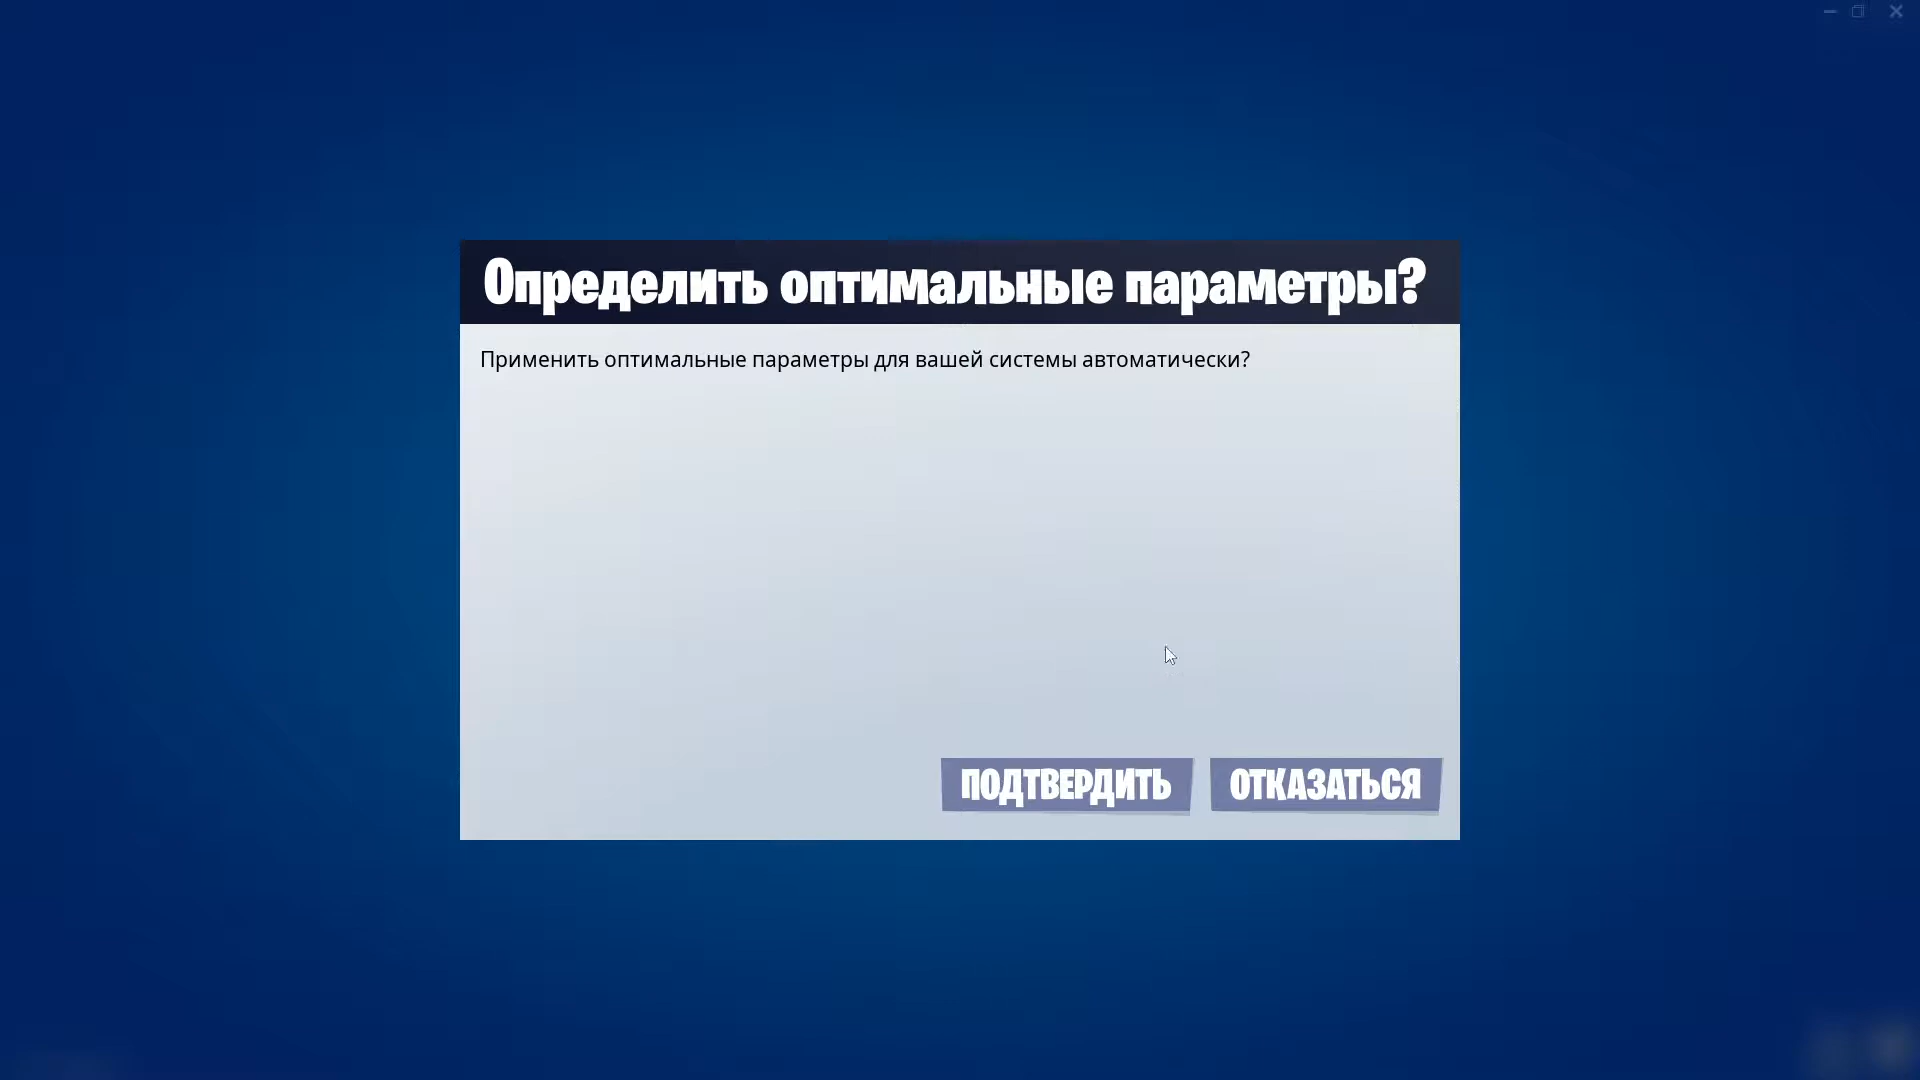 Определить оптимальные параметры?
Применить оптимальные параметры для вашей системы автоматически?
ПОДТВЕРДИТЬ ОТКАЗАТЬСЯ